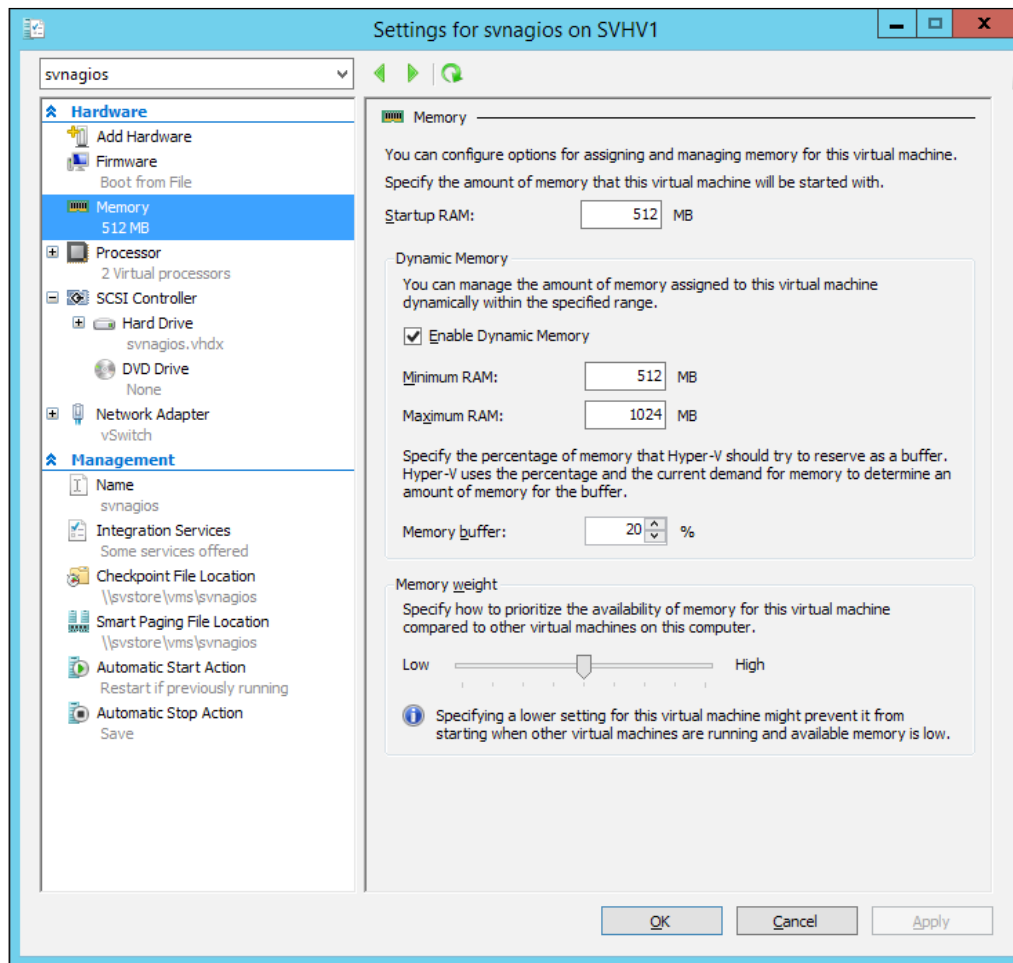 Settings for svnagios on SVHV1
svnagios
Hardware
Add Hardware
Firmware
Boot from File
Memory
512 MB
Processor
2 Virtual processors
SCSI Controller
Hard Drive
svnagios.vhdx
DVD Drive
None
Network Adapter
vSwitch
Management
Name
svnagios
Integration Services
Some services offered
Checkpoint File Location
\\svstore\vms\svnagios
Smart Paging File Location
\\svstore\vms\svnagios
Automatic Start Action
Restart if previously running
Automatic Stop Action
Save
Memory
You can configure options for assigning and managing memory for this virtual machine.
Specify the amount of memory that this virtual machine will be started with.
Startup RAM: 512 MB
Dynamic Memory
You can manage the amount of memory assigned to this virtual machine
dynamically within the specified range.
Enable Dynamic Memory
Minimum RAM: 512 MB
Maximum RAM: 1024 MB
Specify the percentage of memory that Hyper-V should try to reserve as a buffer.
Hyper-V uses the percentage and the current demand for memory to determine an
amount of memory for the buffer.
Memory buffer: 20 %
Memory weight
Specify how to prioritize the availability of memory for this virtual machine
compared to other virtual machines on this computer.
Low High
Specifying a lower setting for this virtual machine might prevent it from
starting when other virtual machines are running and available memory is low.
OK Cancel Apply